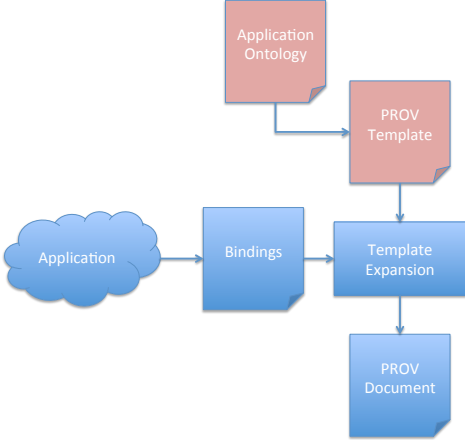 Application
Ontology
PROV
Template
Application
Bindings
Template
Expansion
PROV
Document